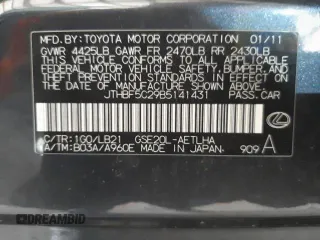 MFD.BY: TOYOTA MOTOR CORPORATION 01/11
GVWR 4425LB GAWR FR 2470LB RR 2430LB
THIS VEHICLE CONFORMS TO ALL APPLICABLE
FEDERAL MOTOR VEHICLE SAFETY, BUMPER, AND
THEFT PREVENTION STANDARDS IN EFFECT ON
THE DATE OF MANUFACTURE SHOWN ABOVE.
JTHBF5C29B5141431 PASS.CAR
C/TR:1G0/LB21 GSE20L-AETLHA
A/TM:B03A/A960E MADE IN JAPAN 909 A
© DREAMBID